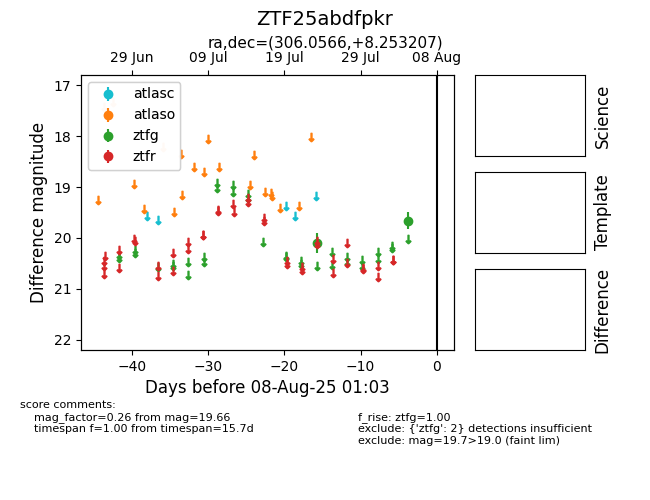 ZTF25abdfpkr
ra,dec=(306.0566,+8.253207)
29 Jun 09 Jul 19 Jul 29 Jul 08 Aug
atlasc
atlaso
ztfg
ztfr
17
18
19
20
21
22
Difference magnitude
−40 −30 −20 −10 0
Days before 08-Aug-25 01:03
Science
Template
Difference
score comments:
mag_factor=0.26 from mag=19.66
timespan f=1.00 from timespan=15.7d
f_rise: ztfg=1.00
exclude: {'ztfg': 2} detections insufficient
exclude: mag=19.7>19.0 (faint lim)